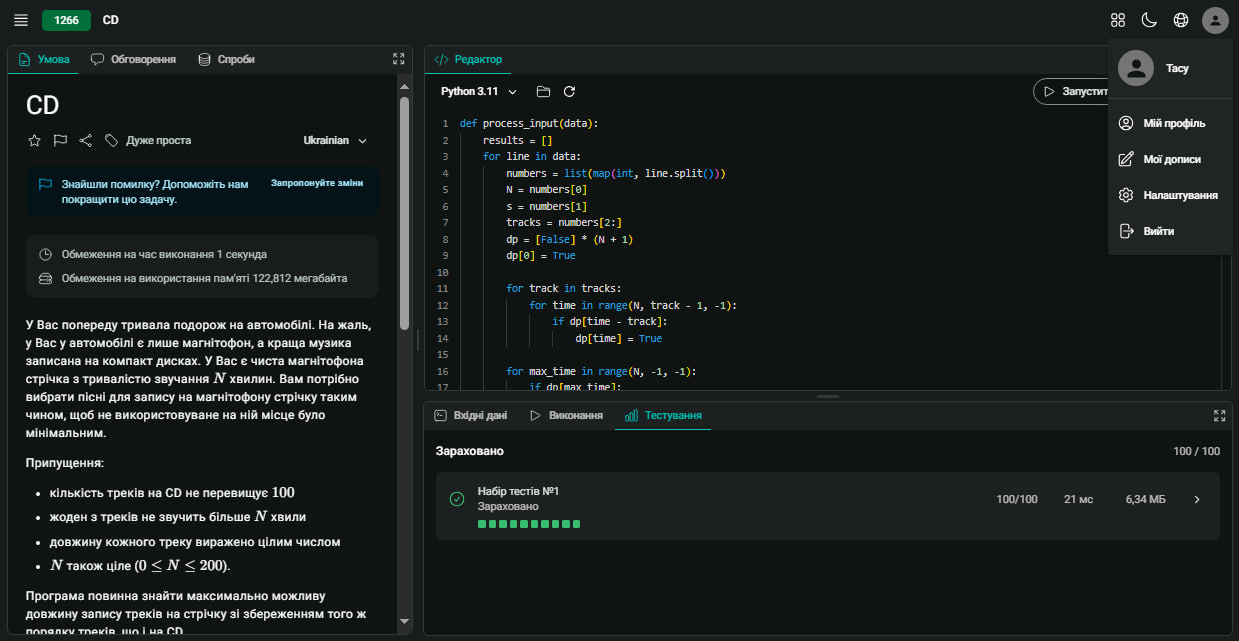 1266 CD
Умова Обговорення Спроби
CD
Дуже проста Ukrainian
Знайшли помилку? Допоможіть нам Запропонуйте зміни
покращити цю задачу.
Обмеження на час виконання 1 секунда
Обмеження на використання пам'яті 122,812 мегабайта
У Вас попереду тривала подорож на автомобілі. На жаль,
у Вас у автомобілі є лише магнітофон, а краща музика
записана на компакт дисках. У Вас є чиста магнітофона
стрічка з тривалістю звучання N хвилин. Вам потрібно
вибрати пісні для запису на магнітофону стрічку таким
чином, щоб не використовуване на ній місце було
мінімальним.
Припущення:
• кількість треків на CD не перевищує 100
• жоден з треків не звучить більше N хвили
• довжину кожного треку виражено цілим числом
• N також ціле (0 ≤ N ≤ 200).
Програма повинна знайти максимально можливу
довжину запису треків на стрічку зі збереженням того ж
порядку треків, що і на CD.
Редактор
Python 3.11 Запустит
1 def process_input(data):
2 results = []
3 for line in data:
4 numbers = list(map(int, line.split()))
5 N = numbers[0]
6 s = numbers[1]
7 tracks = numbers[2:]
8 dp = [False] * (N + 1)
9 dp[0] = True
10
11 for track in tracks:
12 for time in range(N, track - 1, -1):
13 if dp[time - track]:
14 dp[time] = True
15
16 for max_time in range(N, -1, -1):
17 if dp[max_time]:
Тасу
Мій профіль
Мої дописи
Налаштування
Вийти
Вхідні дані Виконання Тестування
Зараховано 100 / 100
Набір тестів №1
Зараховано
100/100 21 мс 6,34 МБ